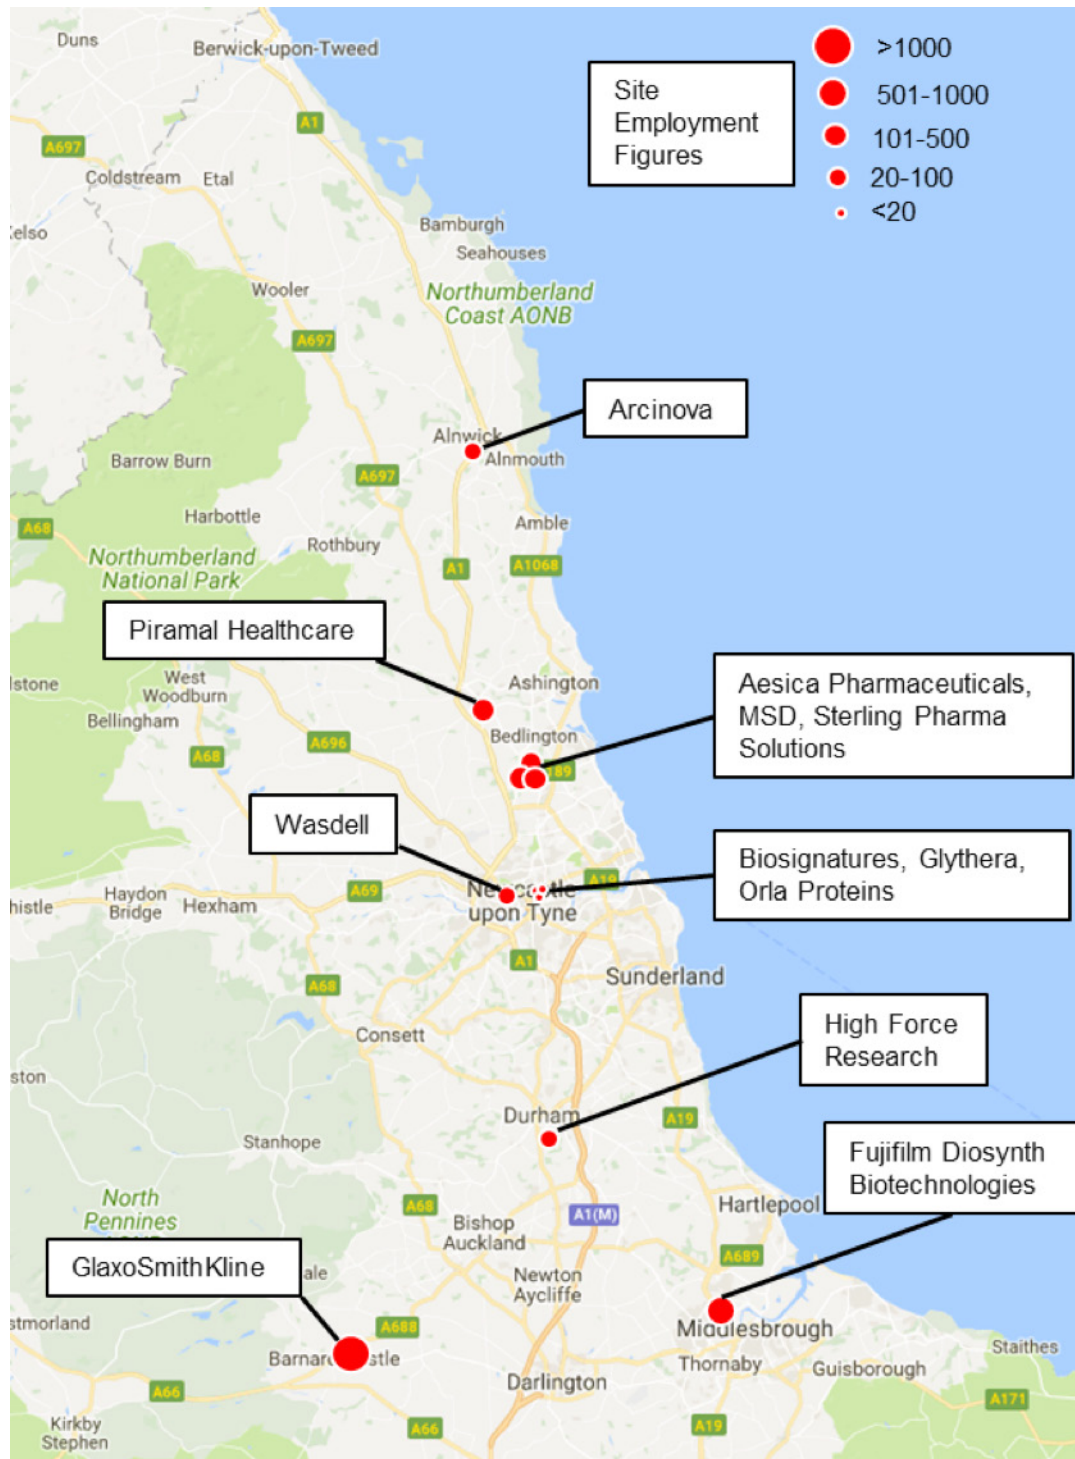 Duns
Berwick-upon-Tweed
>1000
Site
Employment
Figures
501-1000
101-500
20-100
<20
A1
A697
Coldstream
Etal
Bamburgh
Seahouses
Wooler
Northumberland
Coast AONB
A697
Arcinova
Alnwick
Alnmouth
Barrow Burn
A697
Harbottle
A68
Amble
Rothbury
Northumberland
National Park
A1
A1068
Piramal Healthcare
West
Woodburn
Ashington
Bellingham
Bedlington
Aesica Pharmaceuticals,
MSD, Sterling Pharma
Solutions
A696
A68
189
Wasdell
Biosignatures, Glythera,
Orla Proteins
A19
A69
Haydon
Bridge
Hexham
Newcastle
upon Tyne
A1
Sunderland
A68
Consett
High Force
Research
Durham
A19
Stanhope
Fujifilm Diosynth
Biotechnologies
North
Pennines
A68
A1(M)
Hartlepool
Bishop
Auckland
A689
GlaxoSmithKline
Newton
Aycliffe
A688
Middlesbrough
Barnard Castle
Thornaby
Guisborough
Staithes
Darlington
A66
A171
A66
A19
Kirkby
Stephen